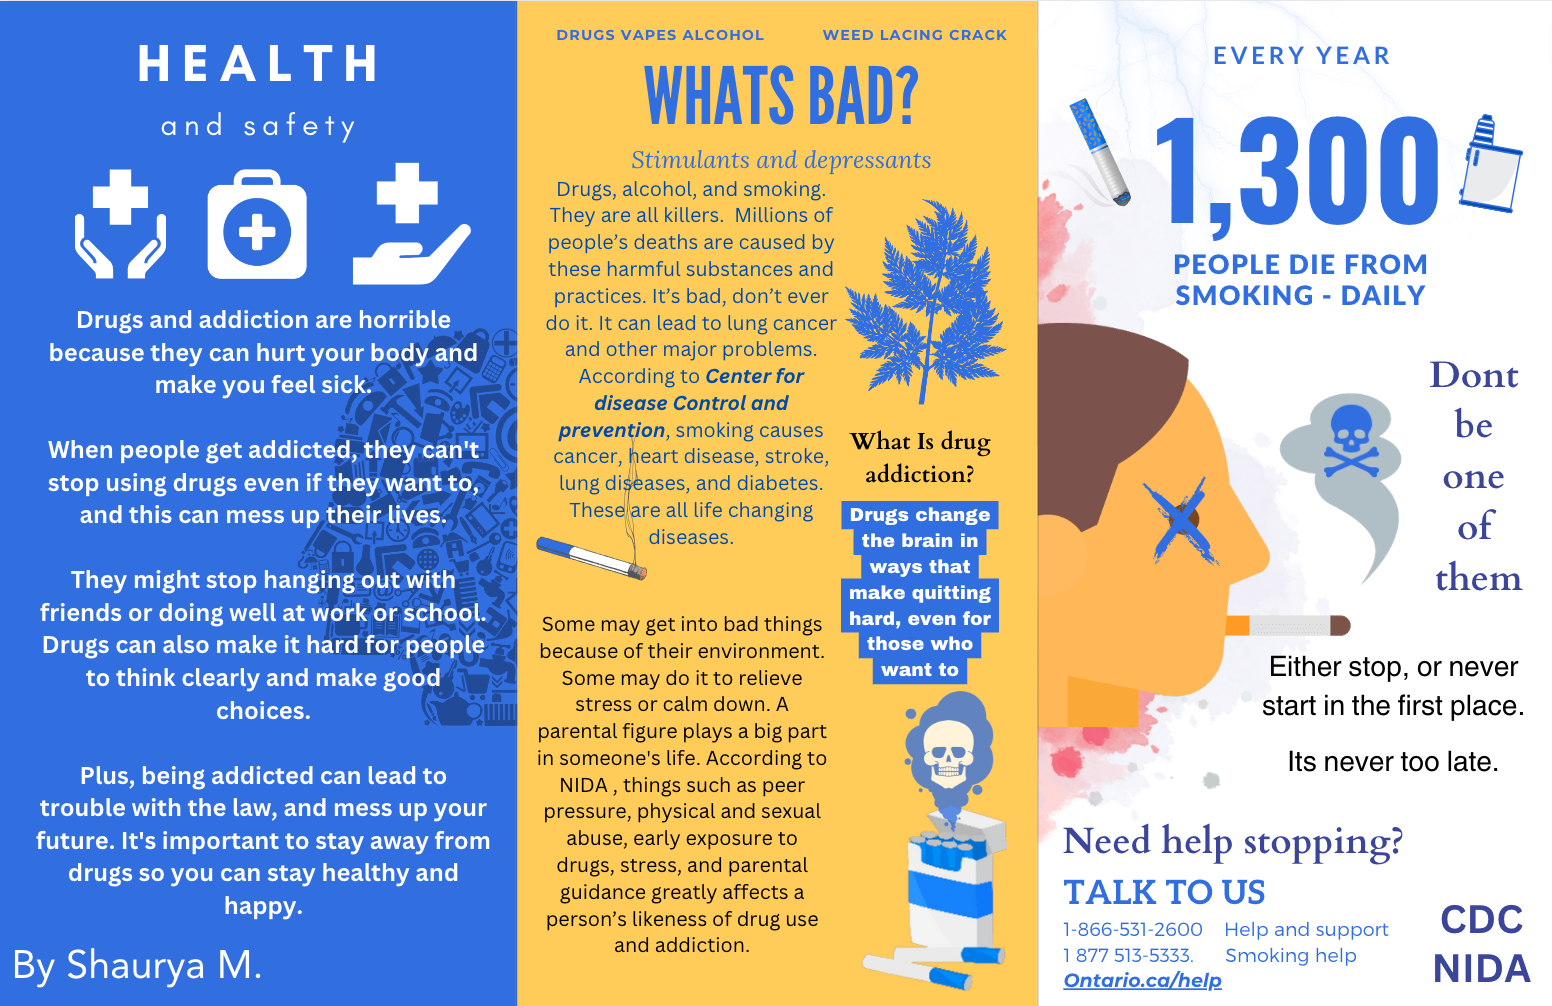 HEALTH
and safety
Drugs and addiction are horrible
because they can hurt your body and
make you feel sick.
When people get addicted, they can't
stop using drugs even if they want to,
and this can mess up their lives.
They might stop hanging out with
friends or doing well at work or school.
Drugs can also make it hard for people
to think clearly and make good
choices.
Plus, being addicted can lead to
trouble with the law, and mess up your
future. It's important to stay away from
drugs so you can stay healthy and
happy.
By Shaurya M.
DRUGS VAPES ALCOHOL WEED LACING CRACK
WHATS BAD?
Stimulants and depressants
Drugs, alcohol, and smoking.
They are all killers. Millions of
people’s deaths are caused by
these harmful substances and
practices. It’s bad, don’t ever
do it. It can lead to lung cancer
and other major problems.
According to Center for
disease Control and
prevention, smoking causes
cancer, heart disease, stroke,
lung diseases, and diabetes.
These are all life changing
diseases.
Some may get into bad things
because of their environment.
Some may do it to relieve
stress or calm down. A
parental figure plays a big part
in someone's life. According to
NIDA , things such as peer
pressure, physical and sexual
abuse, early exposure to
drugs, stress, and parental
guidance greatly affects a
person’s likeness of drug use
and addiction.
What Is drug
addiction?
Drugs change
the brain in
ways that
make quitting
hard, even for
those who
want to
EVERY YEAR
1,300
PEOPLE DIE FROM
SMOKING - DAILY
Dont
be
one
of
them
Either stop, or never
start in the first place.
Its never too late.
Need help stopping?
TALK TO US
1-866-531-2600 Help and support
1 877 513-5333. Smoking help
Ontario.ca/help
CDC
NIDA